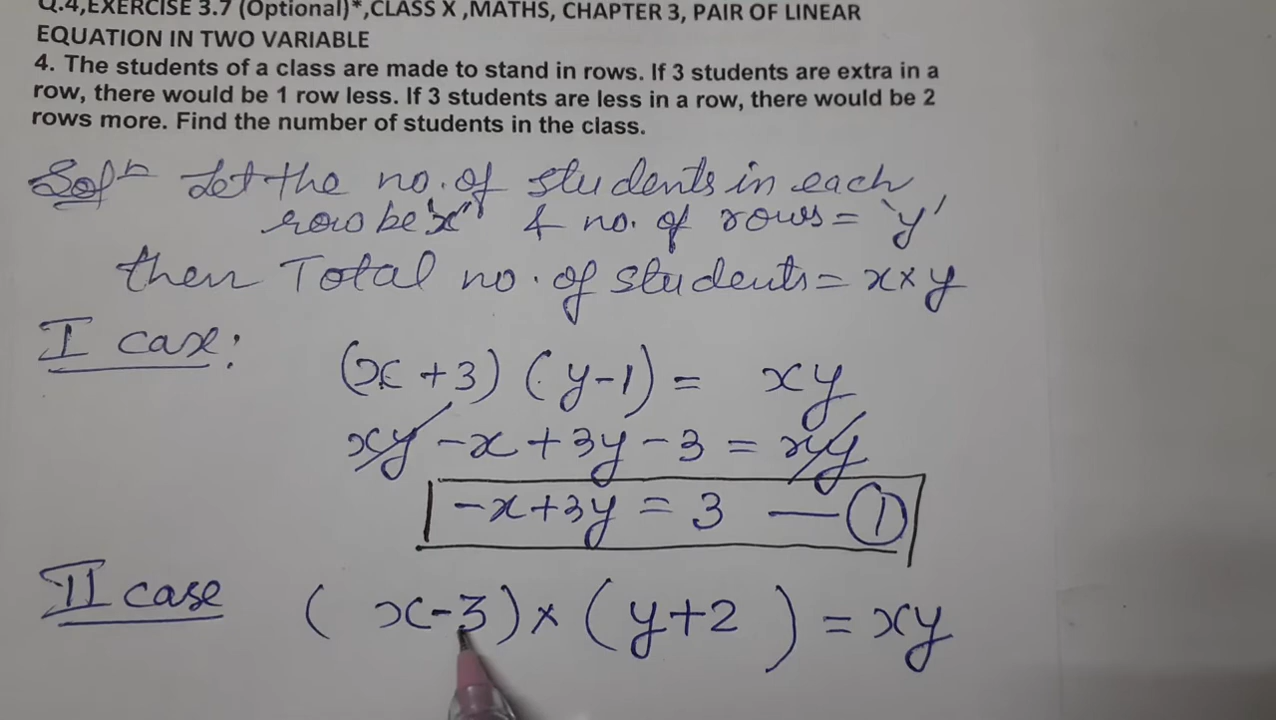 Q.4,EXERCISE 3.7 (Optional)*,CLASS X ,MATHS, CHAPTER 3, PAIR OF LINEAR
EQUATION IN TWO VARIABLE
4. The students of a class are made to stand in rows. If 3 students are extra in a
row, there would be 1 row less. If 3 students are less in a row, there would be 2
rows more. Find the number of students in the class.
Solⁿ Let the no. of students in each
row be "x" & no. of rows = 'y'
then Total no. of students = x × y
I case:
(x + 3) (y - 1) = xy
xy - x + 3y - 3 = xy
-x + 3y = 3 — ①
II case ( x - 3) × (y + 2 ) = xy